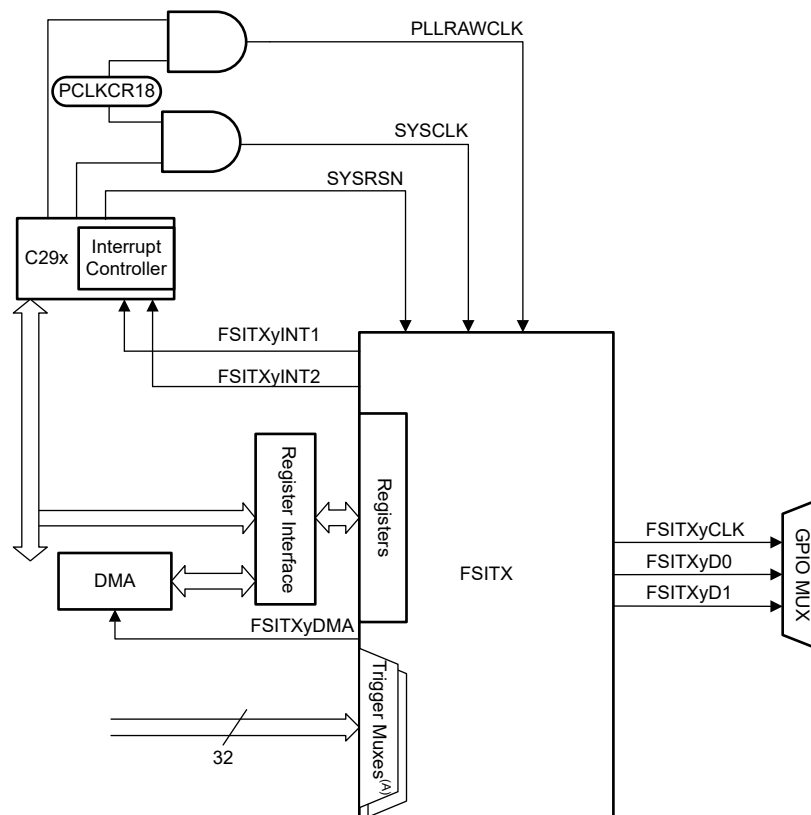 PLLRAWCLK
PCLKCR18
SYSCLK
SYSRSN
C29x
Interrupt
Controller
FSITXyINT1
FSITXyINT2
Register Interface
Registers
FSITX
FSITXyCLK
FSITXyD0
FSITXyD1
GPIO MUX
DMA
FSITXyDMA
Trigger Muxes(A)
32